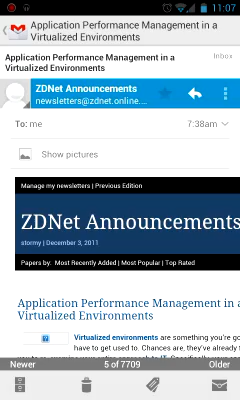 11:07
Application Performance Management in a
Virtualized Environments
Application Performance Management in a
Virtualized Environments
Inbox
ZDNet Announcements
newsletters@zdnet.online...
To: me
7:38am
Show pictures
Manage my newsletters | Previous Edition
ZDNet Announcements
stormy | December 3, 2011
Papers by: Most Recently Added | Most Popular | Top Rated
Application Performance Management in a
Virtualized Environments
Virtualized environments are something you're go
have to get used to. Chances are, they've already t
Newer
5 of 7709
Older